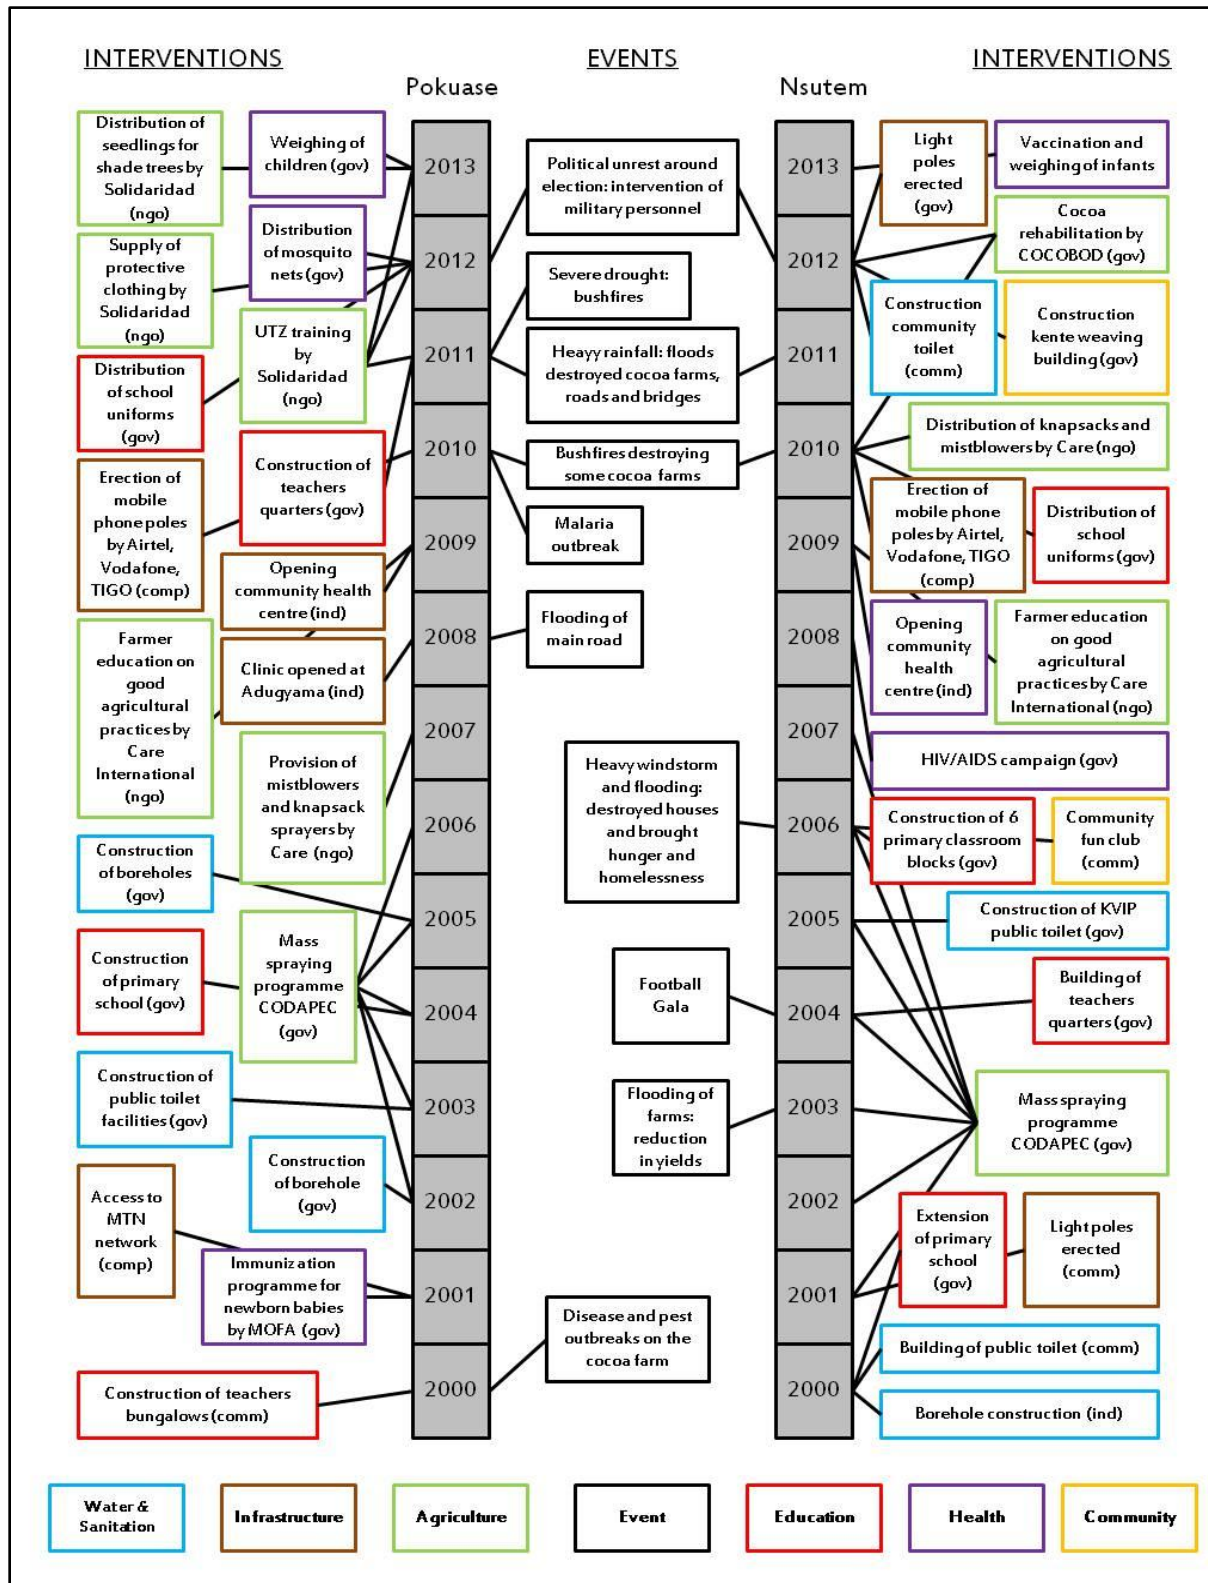 INTERVENTIONS
EVENTS
INTERVENTIONS
Pokuase
Nsutem
Distribution of
seedlings for
shade trees by
Solidaridad
(ngo)
Weighing of
children (gov)
Distribution
of mosquito
nets (gov)
Supply of
protective
clothing by
Solidaridad
(ngo)
UTZ training
by
Solidaridad
(ngo)
Distribution
of school
uniforms
(gov)
Construction of
teachers
quarters (gov)
Erection of
mobile
phone poles
by Airtel,
Vodafone,
TIGO (comp)
Opening
community health
centre (ind)
Farmer
education on
good
agricultural
practices by
Care
International
(ngo)
Clinic opened at
Adugyama (ind)
Provision of
mistblowers
and knapsack
sprayers by
Care (ngo)
Construction
of boreholes
(gov)
Mass
spraying
programme
CODAPEC
(gov)
Construction
of primary
school (gov)
Construction of
public toilet
facilities (gov)
Construction
of borehole
(gov)
Access to
MTN
network
(comp)
Immunization
programme for
newborn babies
by MOFA (gov)
Construction of teachers
bungalows (comm)
2013
2012
2011
2010
2009
2008
2007
2006
2005
2004
2003
2002
2001
2000
Political unrest around
election: intervention of
military personnel
Severe drought:
bushfires
Heavy rainfall: floods
destroyed cocoa farms,
roads and bridges
Bushfires destroying
some cocoa farms
Malaria
outbreak
Flooding of
main road
Heavy windstorm
and flooding:
destroyed houses
and brought
hunger and
homelessness
Football
Gala
Flooding of
farms:
reduction
in yields
Disease and pest
outbreaks on the
cocoa farm
2013
2012
2011
2010
2009
2008
2007
2006
2005
2004
2003
2002
2001
2000
Light
poles
erected
(gov)
Vaccination and
weighing of infants
Cocoa
rehabilitation by
COCOBOD (gov)
Construction
community
toilet
(comm)
Construction
kente weaving
building (gov)
Distribution of knapsacks and
mistblowers by Care (ngo)
Erection of
mobile phone
poles by Airtel,
Vodafone, TIGO
(comp)
Distribution of
school
uniforms (gov)
Opening
community
health
centre (ind)
Farmer education
on good
agricultural
practices by Care
International (ngo)
HIV/AIDS campaign (gov)
Construction of 6
primary classroom
blocks (gov)
Community
fun club
(comm)
Construction of KVIP
public toilet (gov)
Building of
teachers
quarters (gov)
Mass spraying
programme
CODAPEC (gov)
Extension
of primary
school
(gov)
Light poles
erected
(comm)
Building of public toilet (comm)
Borehole construction (ind)
Water &
Sanitation
Infrastructure
Agriculture
Event
Education
Health
Community